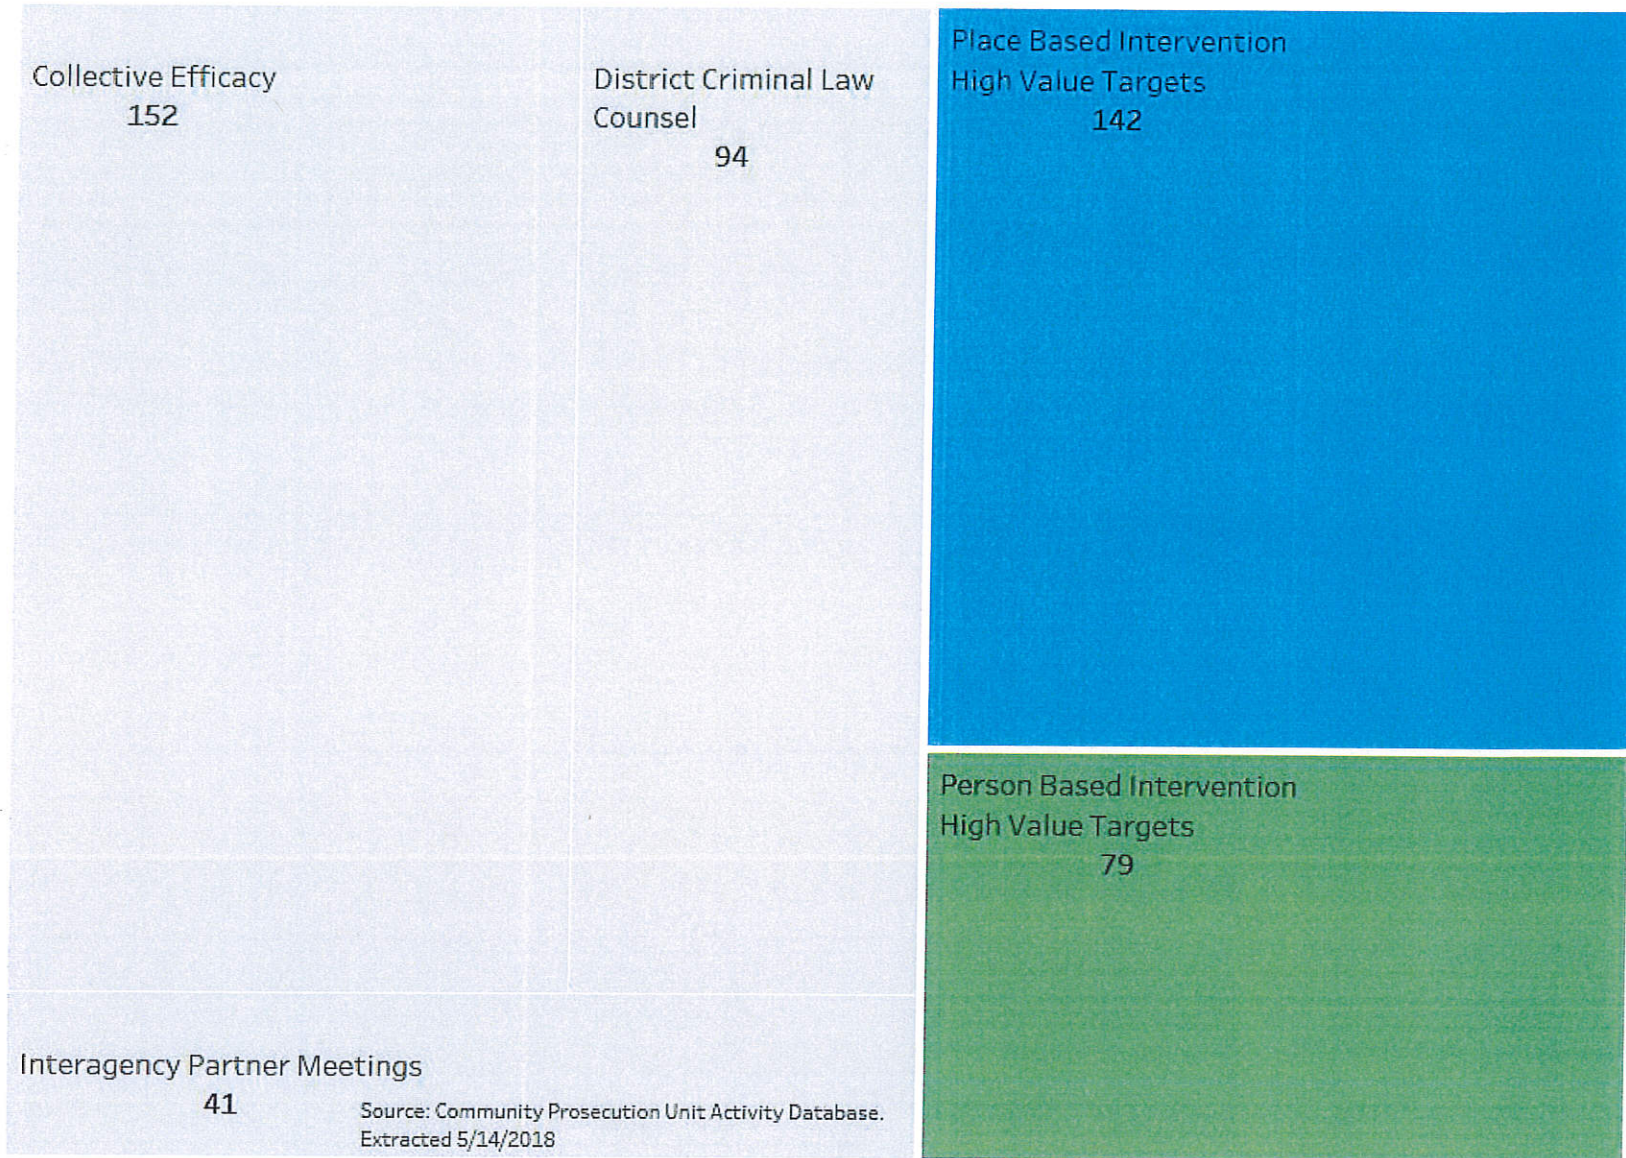 Collective Efficacy
152
District Criminal Law
Counsel
94
Place Based Intervention
High Value Targets
142
Person Based Intervention
High Value Targets
79
Interagency Partner Meetings
41
Source: Community Prosecution Unit Activity Database.
Extracted 5/14/2018